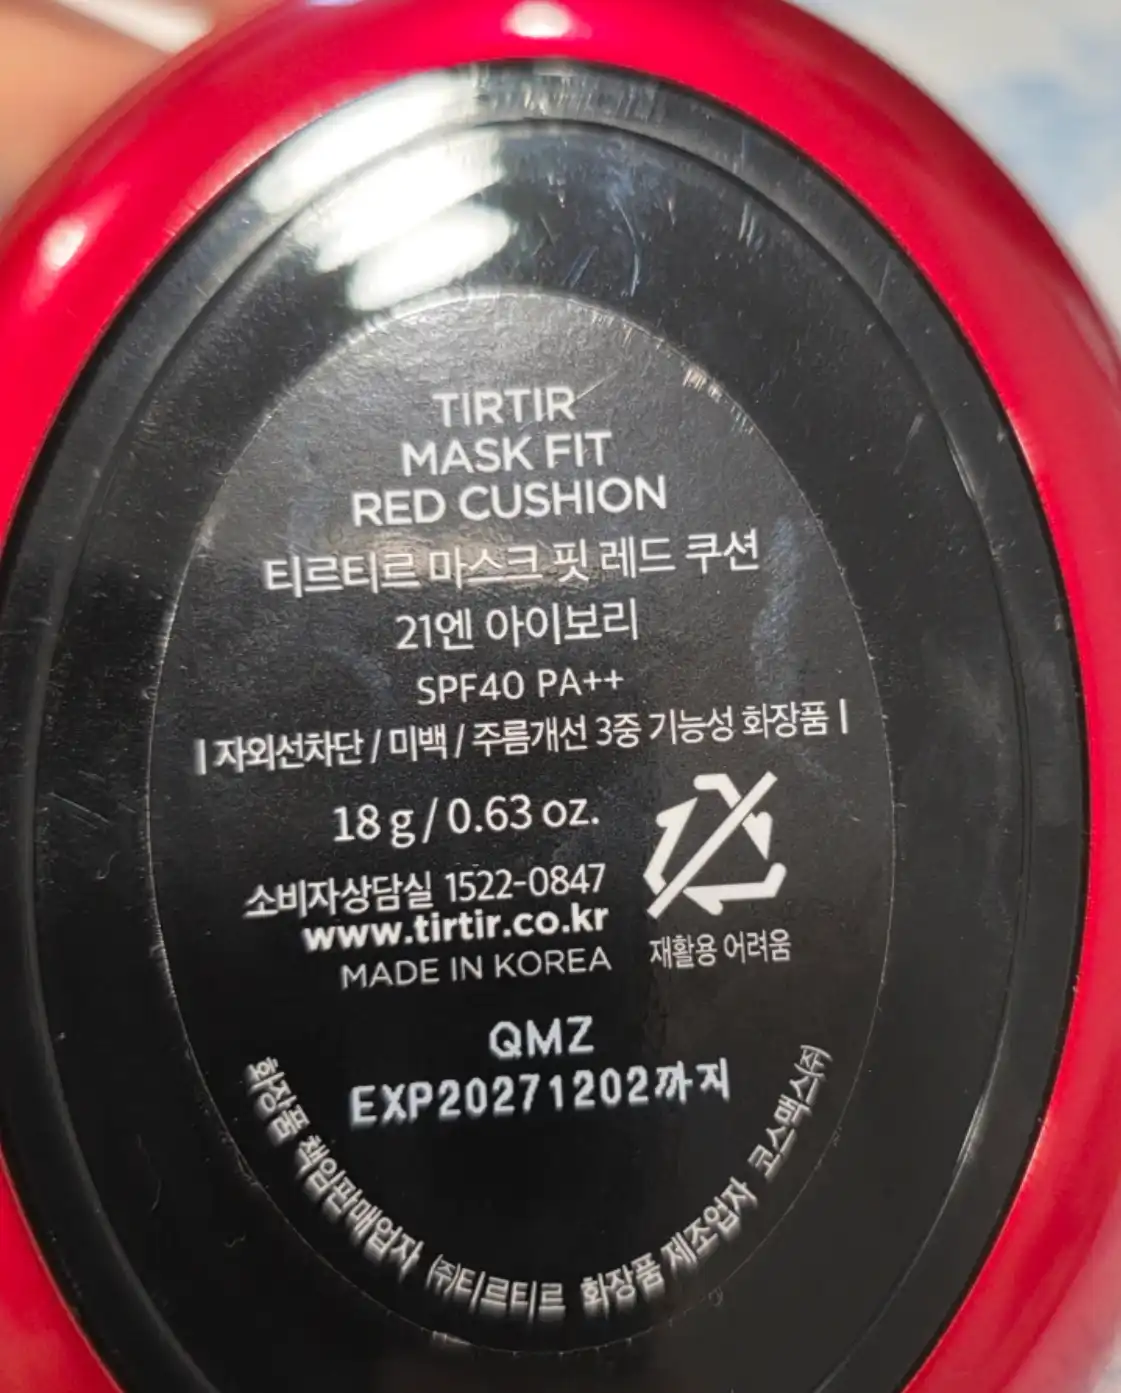 TIRTIR
MASK FIT
RED CUSHION
티르티르 마스크 핏 레드 쿠션
21엔 아이보리
SPF40 PA++
| 자외선차단 / 미백 / 주름개선 3중 기능성 화장품 |
18 g / 0.63 oz.
소비자상담실 1522-0847
www.tirtir.co.kr
MADE IN KOREA
재활용 어려움
QMZ
EXP20271202까지
화장품 책임판매업자 ㈜티르티르 화장품 제조업자 코스맥스㈜